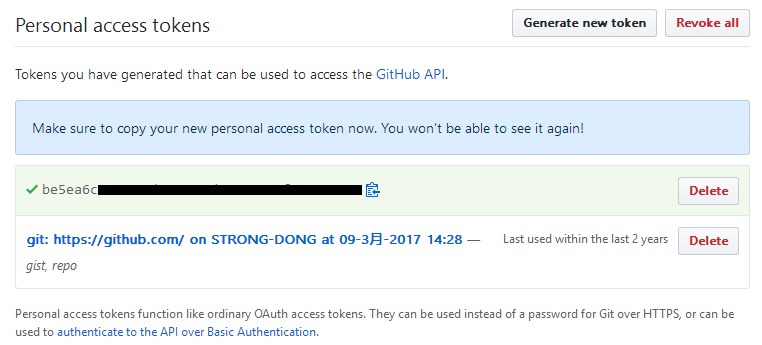 Personal access tokens
Generate new token
Revoke all
Tokens you have generated that can be used to access the GitHub API.
Make sure to copy your new personal access token now. You won't be able to see it again!
be5ea6c
Delete
git: https://github.com/ on STRONG-DONG at 09-3月-2017 14:28 —
Last used within the last 2 years
Delete
gist, repo
Personal access tokens function like ordinary OAuth access tokens. They can be used instead of a password for Git over HTTPS, or can be
used to authenticate to the API over Basic Authentication.